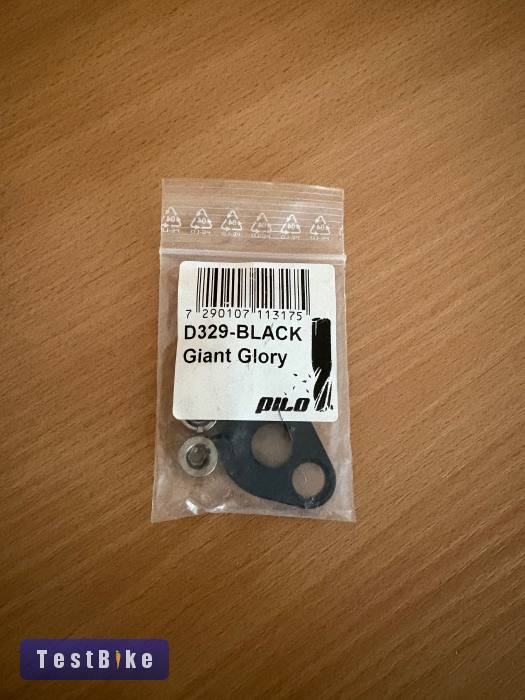 7 290107 113175
D329-BLACK
Giant Glory
PILO
TestBike